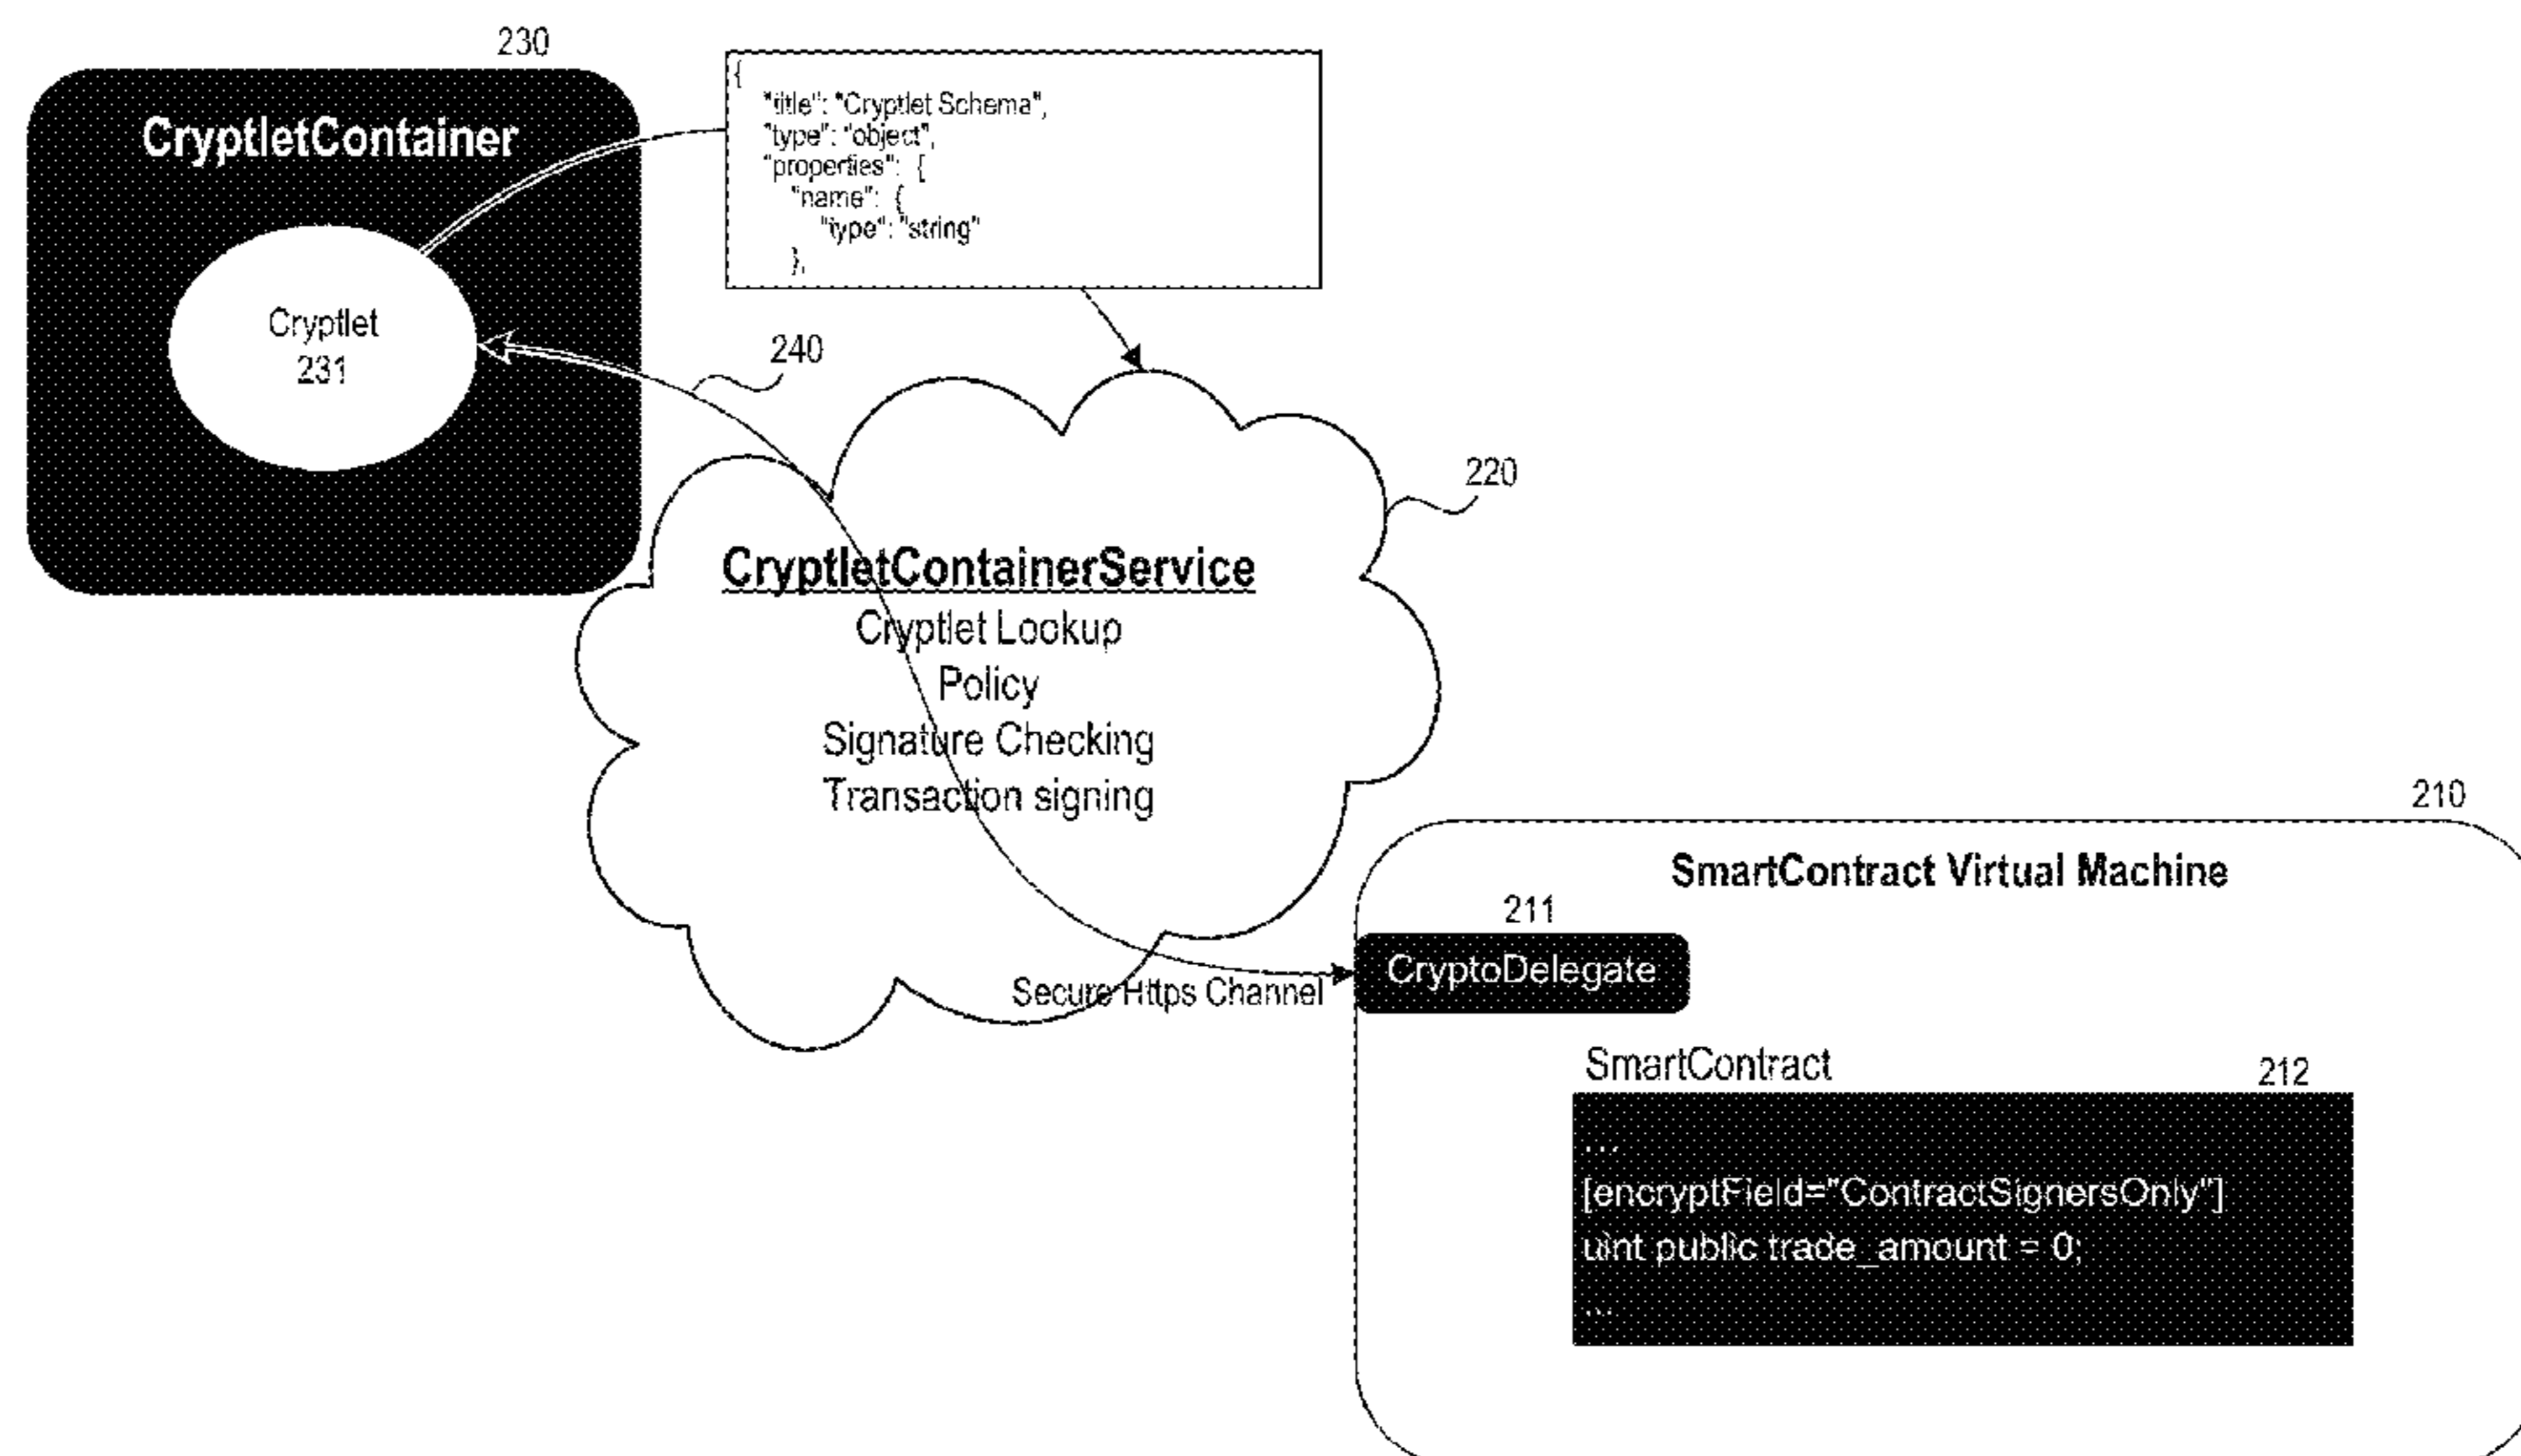 230
CryptletContainer
Cryptlet
231
{
"title": "Cryptlet Schema",
"type": "object",
"properties": {
"name": {
"type": "string"
},
240
220
CryptletContainerService
Cryptlet Lookup
Policy
Signature Checking
Transaction signing
Secure Https Channel
210
SmartContract Virtual Machine
211
CryptoDelegate
SmartContract
212
...
[encryptField="ContractSignersOnly"]
uint public trade_amount = 0;
...